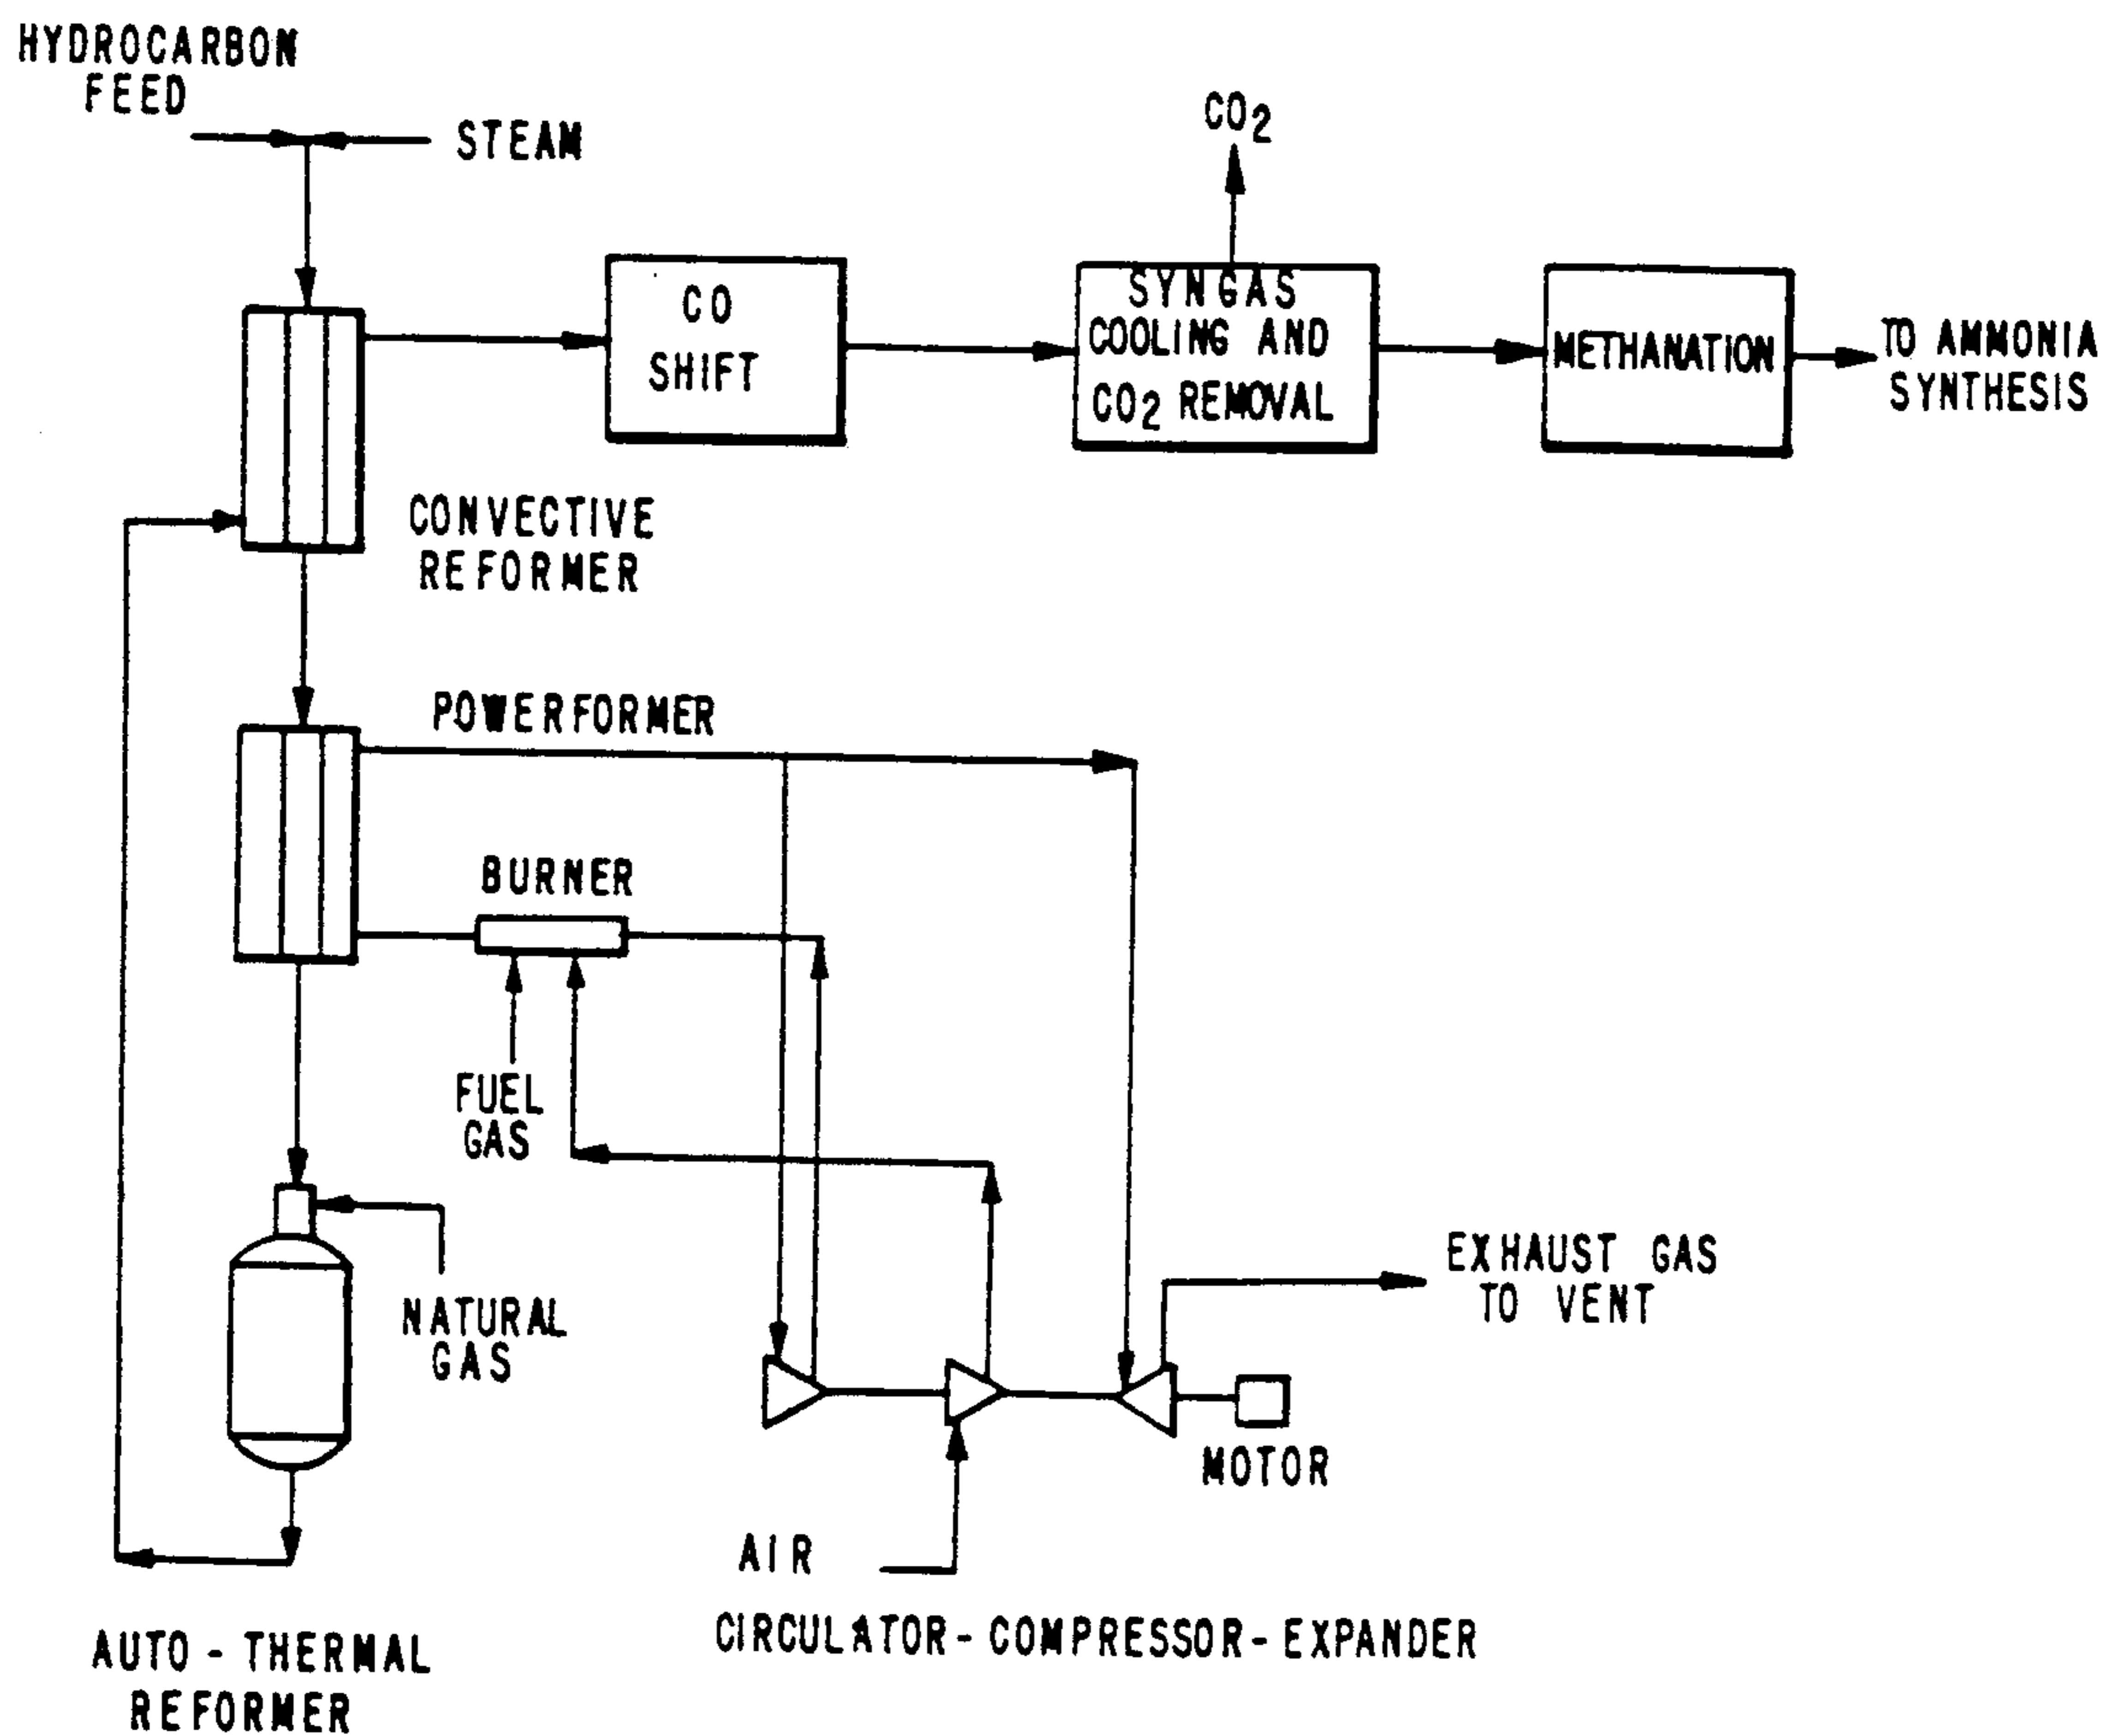 HYDROCARBON
FEED
STEAM
CO2
CO
SHIFT
SYNGAS
COOLING AND
CO2 REMOVAL
METHANATION
TO AMMONIA
SYNTHESIS
CONVECTIVE
REFORMER
POWERFORMER
BURNER
FUEL
GAS
NATURAL
GAS
EXHAUST GAS
TO VENT
MOTOR
AIR
CIRCULATOR-COMPRESSOR-EXPANDER
AUTO-THERMAL
REFORMER